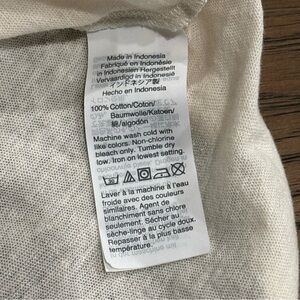 Made in Indonesia
Fabriqué en Indonésie
in Indonesien Hergestellt
Vervaardigd in Indonesië
インドネシア製
Hecho en Indonesia
100% Cotton/Coton/
Baumwolle/Katoen/
綿/algodón
Machine wash cold with
like colors. Non-chlorine
bleach only. Tumble dry
low. Iron on lowest setting.
Laver à la machine à l'eau
froide avec des couleurs
similaires. Agent de
blanchiment sans chlore
seulement. Sécher au
sèche-linge au cycle doux.
Repasser à la plus basse
température.